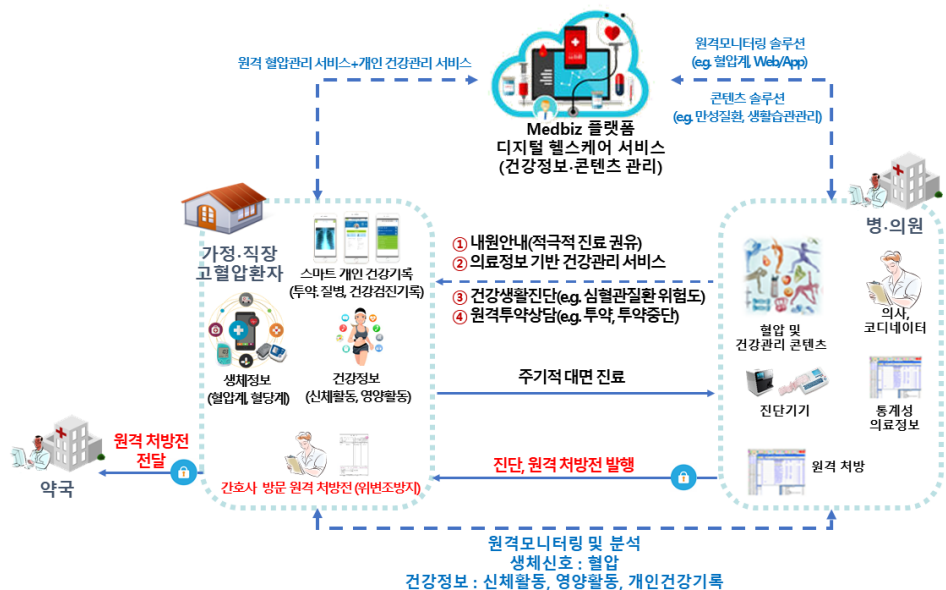 원격 혈압관리 서비스+개인 건강관리 서비스
원격모니터링 솔루션
(e.g. 혈압계, Web/App)
콘텐츠 솔루션
(e.g. 만성질환, 생활습관관리)
Medbiz 플랫폼
디지털 헬스케어 서비스
(건강정보·콘텐츠 관리)
가정·직장
고혈압환자
스마트 개인 건강기록
(투약. 질병, 건강검진기록)
생체정보
(혈압계, 혈당계)
건강정보
(신체활동, 영양활동)
① 내원안내(적극적 진료 권유)
② 의료정보 기반 건강관리 서비스
③ 건강생활진단(e.g. 심혈관질환 위험도)
④ 원격투약상담(e.g. 투약, 투약중단)
주기적 대면 진료
병·의원
혈압 및
건강관리 콘텐츠
의사,
코디네이터
진단기기
통계성
의료정보
원격 처방
진단, 원격 처방전 발행
간호사 방문 원격 처방전 (위변조방지)
원격 처방전
전달
약국
원격모니터링 및 분석
생체신호 : 혈압
건강정보 : 신체활동, 영양활동, 개인건강기록